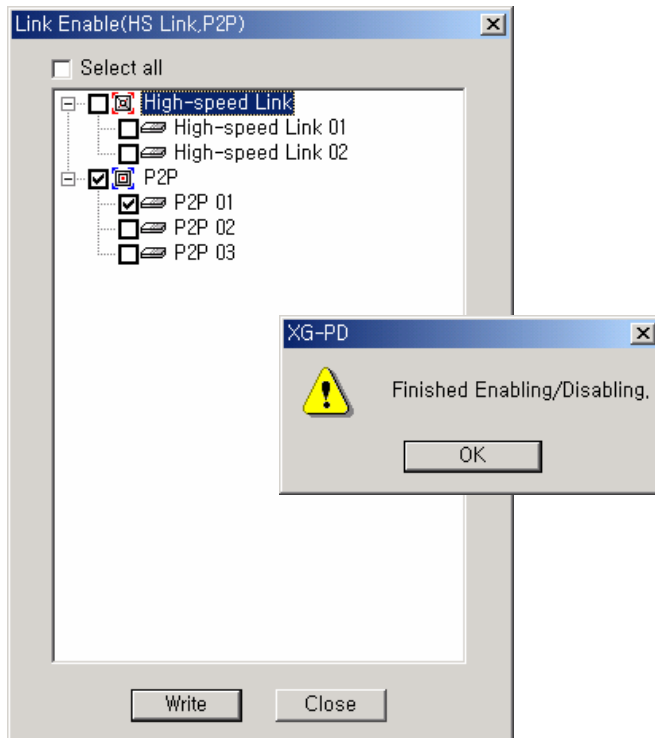 Link Enable(HS Link,P2P)
Select all
High-speed Link
High-speed Link 01
High-speed Link 02
P2P
P2P 01
P2P 02
P2P 03
XG-PD
Finished Enabling/Disabling.
OK
Write
Close